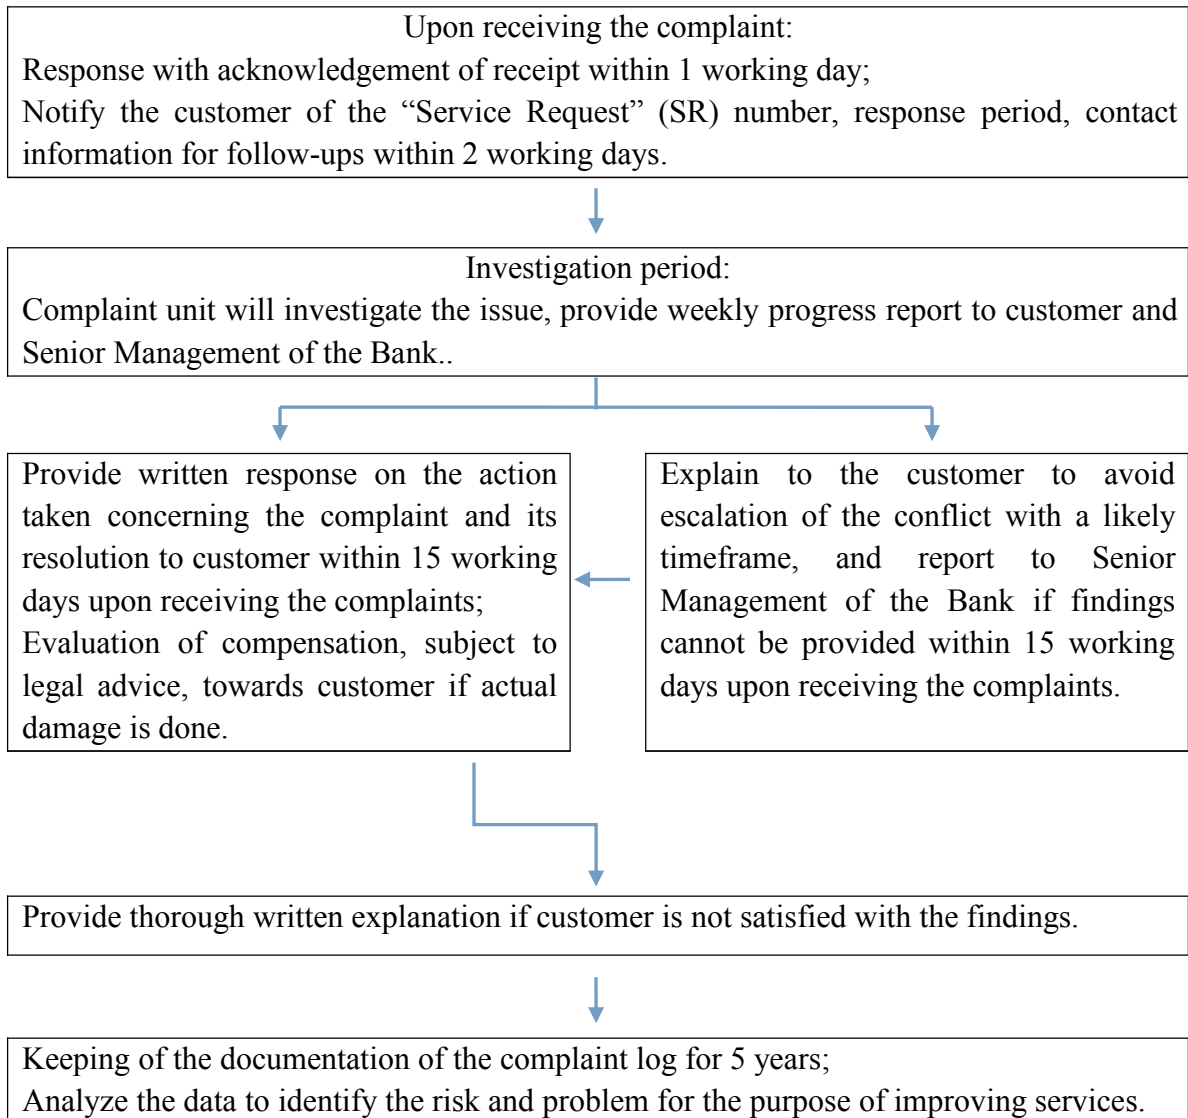 Upon receiving the complaint:
Response with acknowledgement of receipt within 1 working day;
Notify the customer of the “Service Request” (SR) number, response period, contact
information for follow-ups within 2 working days.
Investigation period:
Complaint unit will investigate the issue, provide weekly progress report to customer and
Senior Management of the Bank..
Provide written response on the action
taken concerning the complaint and its
resolution to customer within 15 working
days upon receiving the complaints;
Evaluation of compensation, subject to
legal advice, towards customer if actual
damage is done.
Explain to the customer to avoid
escalation of the conflict with a likely
timeframe, and report to Senior
Management of the Bank if findings
cannot be provided within 15 working
days upon receiving the complaints.
Provide thorough written explanation if customer is not satisfied with the findings.
Keeping of the documentation of the complaint log for 5 years;
Analyze the data to identify the risk and problem for the purpose of improving services.